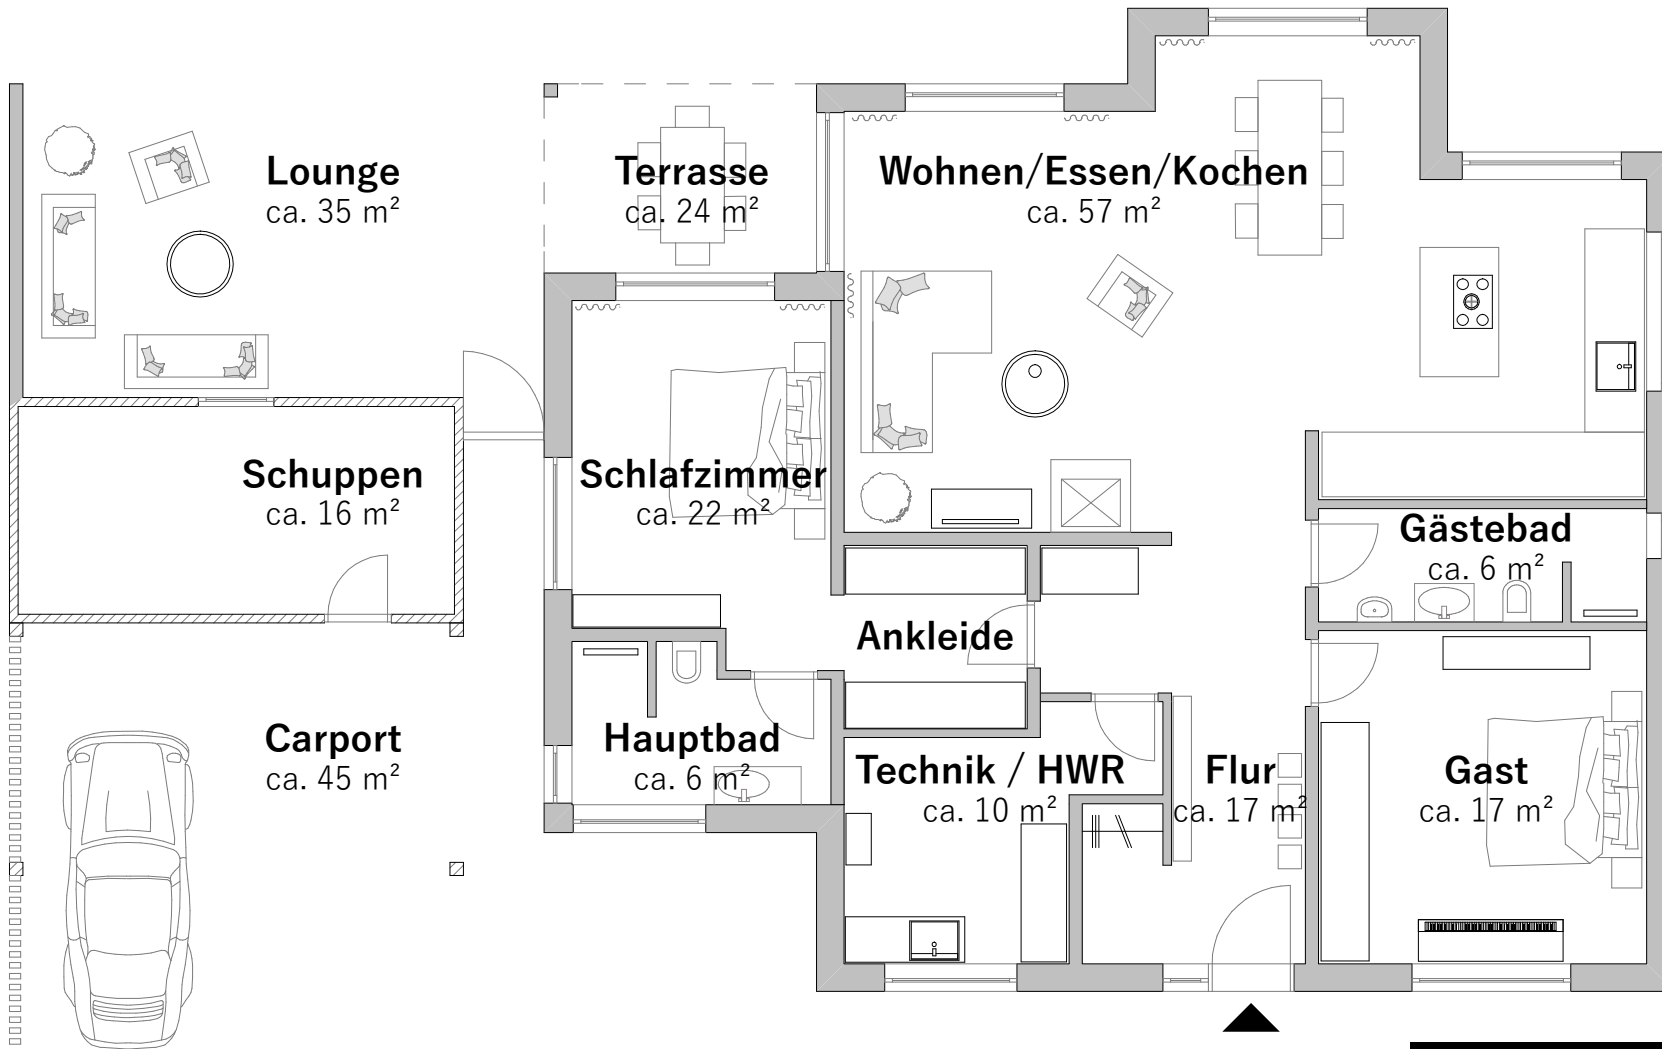 Lounge
ca. 35 m²
Terrasse
ca. 24 m²
Wohnen/Essen/Kochen
ca. 57 m²
Schuppen
ca. 16 m²
Schlafzimmer
ca. 22 m²
Gästebad
ca. 6 m²
Ankleide
Carport
ca. 45 m²
Hauptbad
ca. 6 m²
Technik / HWR
ca. 10 m²
Flur
ca. 17 m²
Gast
ca. 17 m²